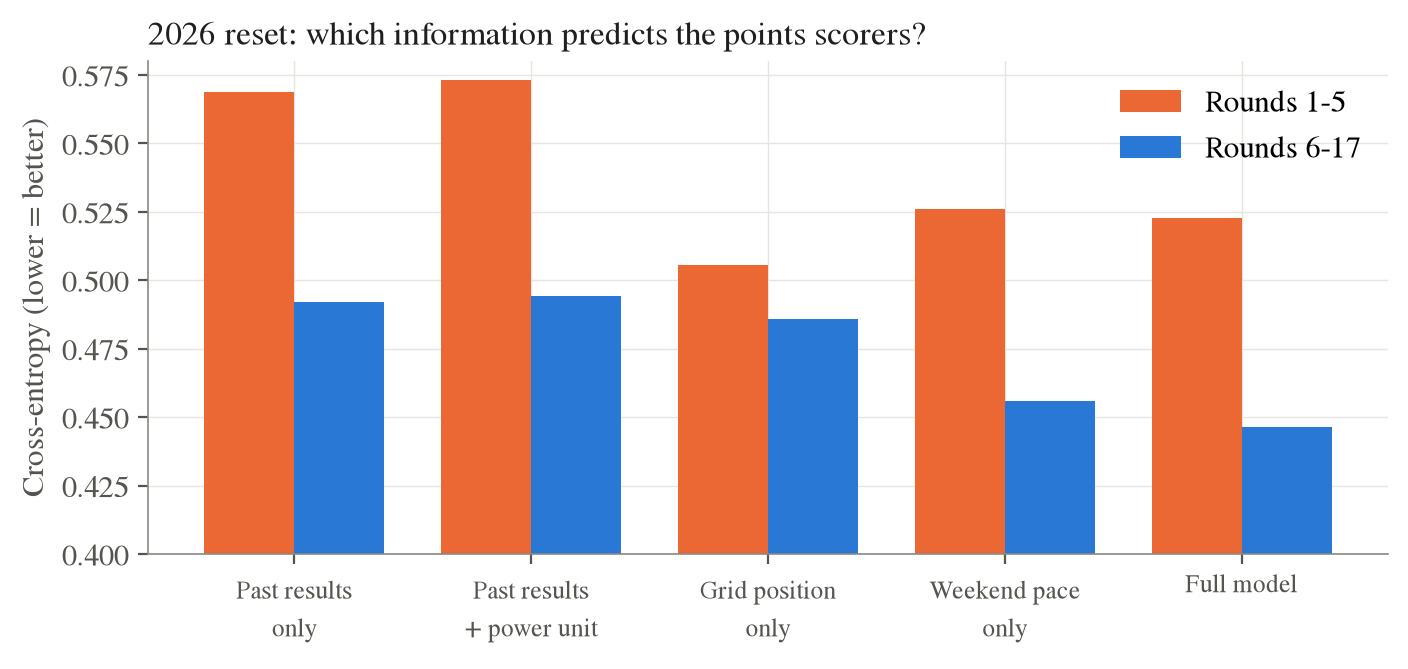 2026 reset: which information predicts the points scorers?
Cross-entropy (lower = better)
0.575
0.550
0.525
0.500
0.475
0.450
0.425
0.400
Rounds 1-5
Rounds 6-17
Past results
only
Past results
+ power unit
Grid position
only
Weekend pace
only
Full model